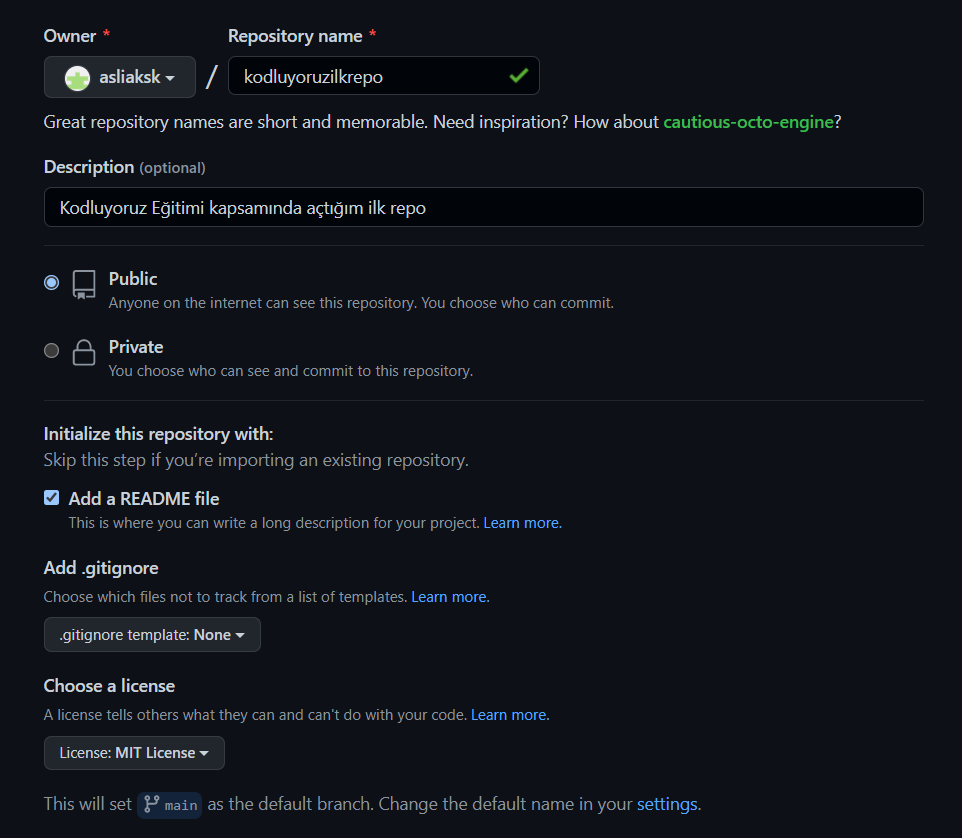 Owner * Repository name *
asliaksk / kodluyoruzilkrepo
Great repository names are short and memorable. Need inspiration? How about cautious-octo-engine?
Description (optional)
Kodluyoruz Eğitimi kapsamında açtığım ilk repo
Public
Anyone on the internet can see this repository. You choose who can commit.
Private
You choose who can see and commit to this repository.
Initialize this repository with:
Skip this step if you’re importing an existing repository.
Add a README file
This is where you can write a long description for your project. Learn more.
Add .gitignore
Choose which files not to track from a list of templates. Learn more.
.gitignore template: None
Choose a license
A license tells others what they can and can't do with your code. Learn more.
License: MIT License
This will set main as the default branch. Change the default name in your settings.